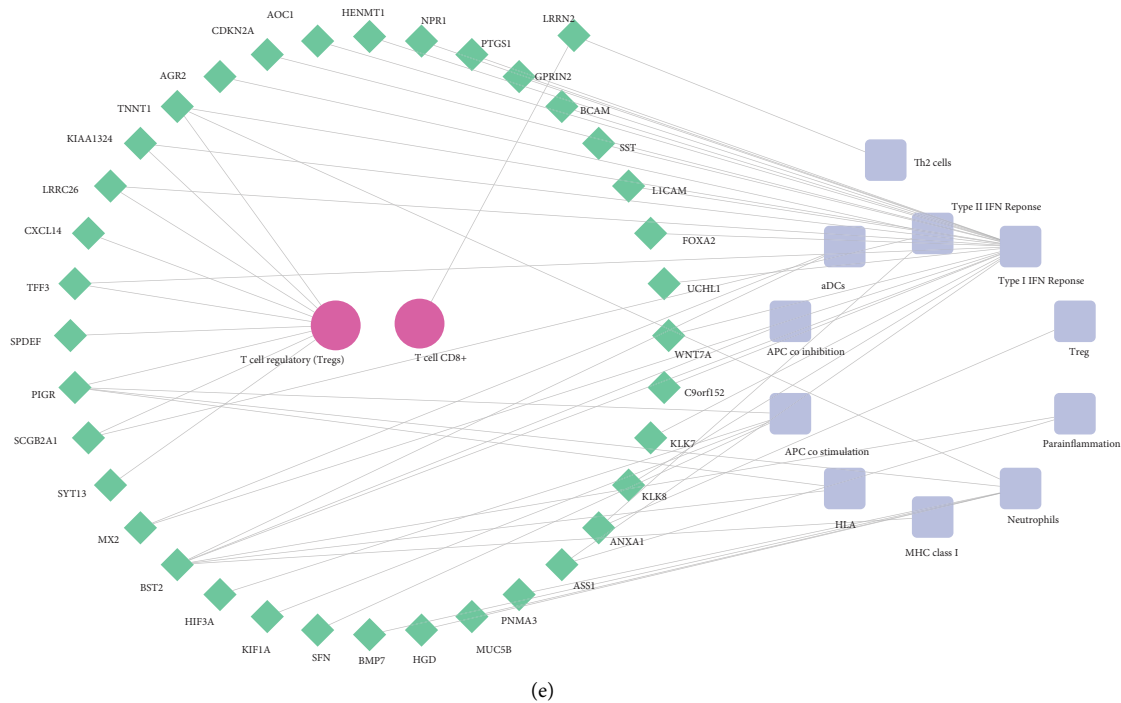 HENMT1
AOC1
NPR1
LRRN2
CDKN2A
PTGS1
AGR2
GPRIN2
TNNT1
BCAM
KIAA1324
SST
Th2 cells
LRRC26
L1CAM
Type II IFN Reponse
CXCL14
FOXA2
Type I IFN Reponse
TFF3
UCHL1
aDCs
SPDEF
T cell regulatory (Tregs)
T cell CD8+
WNT7A
APC co inhibition
Treg
PIGR
C9orf152
SCGB2A1
KLK7
APC co stimulation
Parainflammation
SYT13
KLK8
HLA
Neutrophils
MX2
ANXA1
MHC class I
BST2
ASS1
HIF3A
PNMA3
KIF1A
SFN
BMP7
HGD
MUC5B
(e)